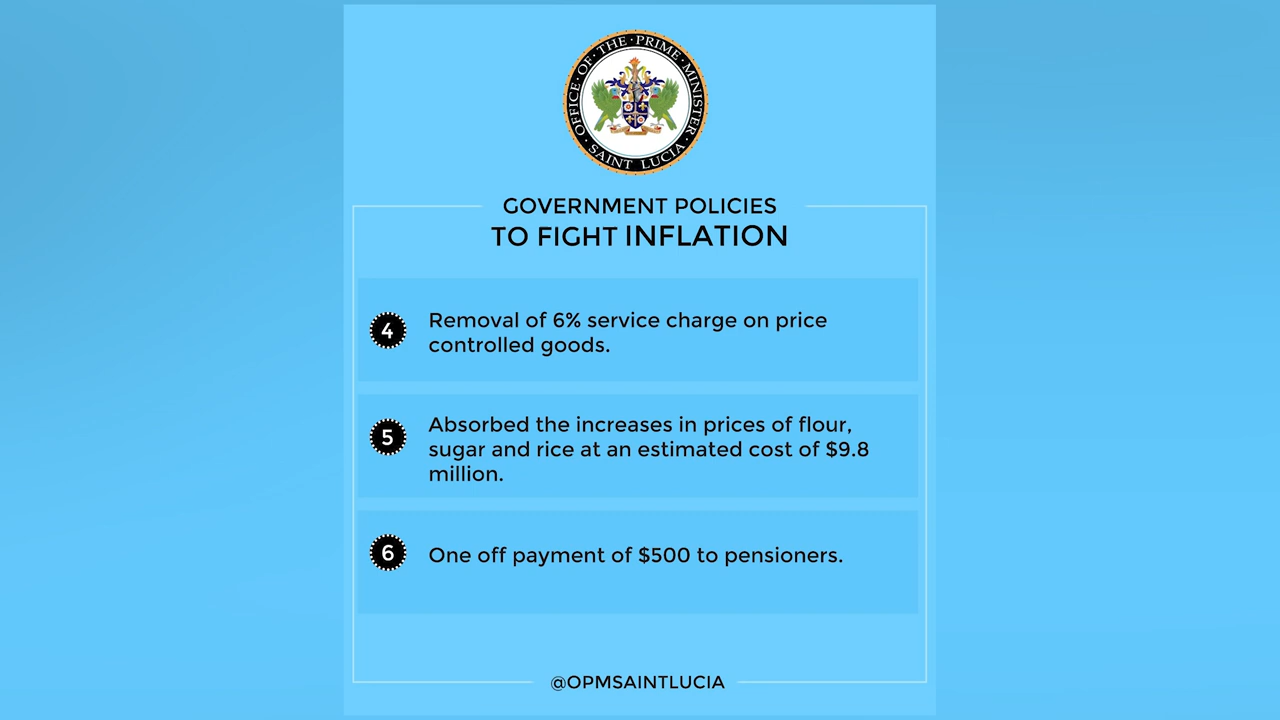 OFFICE · OF · THE · PRIME · MINISTER
· SAINT LUCIA ·
GOVERNMENT POLICIES
TO FIGHT INFLATION
4
Removal of 6% service charge on price
controlled goods.
5
Absorbed the increases in prices of flour,
sugar and rice at an estimated cost of $9.8
million.
6
One off payment of $500 to pensioners.
@OPMSAINTLUCIA